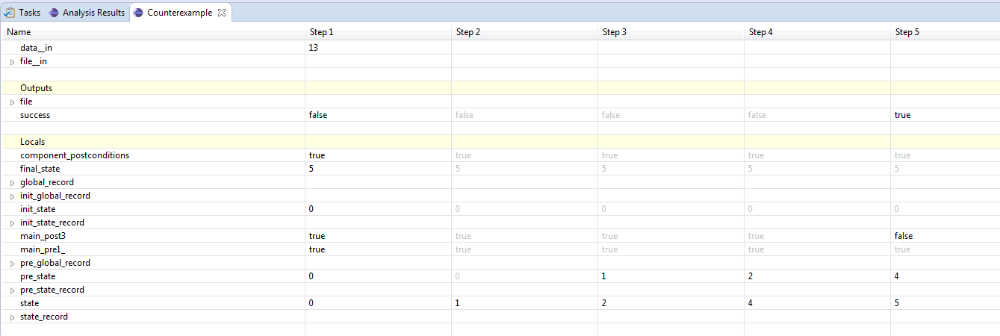 Tasks Analysis Results Counterexample
Name Step 1 Step 2 Step 3 Step 4 Step 5
data__in 13
file__in
Outputs
file
success false false false false true
Locals
component_postconditions true true true true true
final_state 5 5 5 5 5
global_record
init_global_record
init_state 0 0 0 0 0
init_state_record
main_post3 true true true true false
main_pre1_ true true true true true
pre_global_record
pre_state 0 0 1 2 4
pre_state_record
state 0 1 2 4 5
state_record